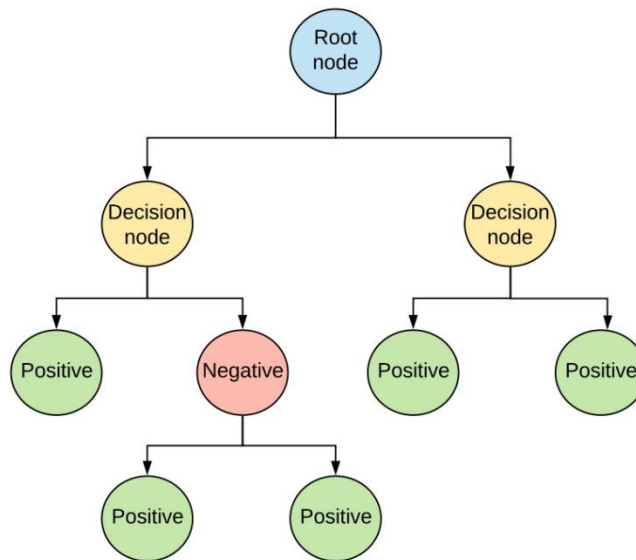 Root
node
Decision
node
Decision
node
Positive
Negative
Positive
Positive
Positive
Positive